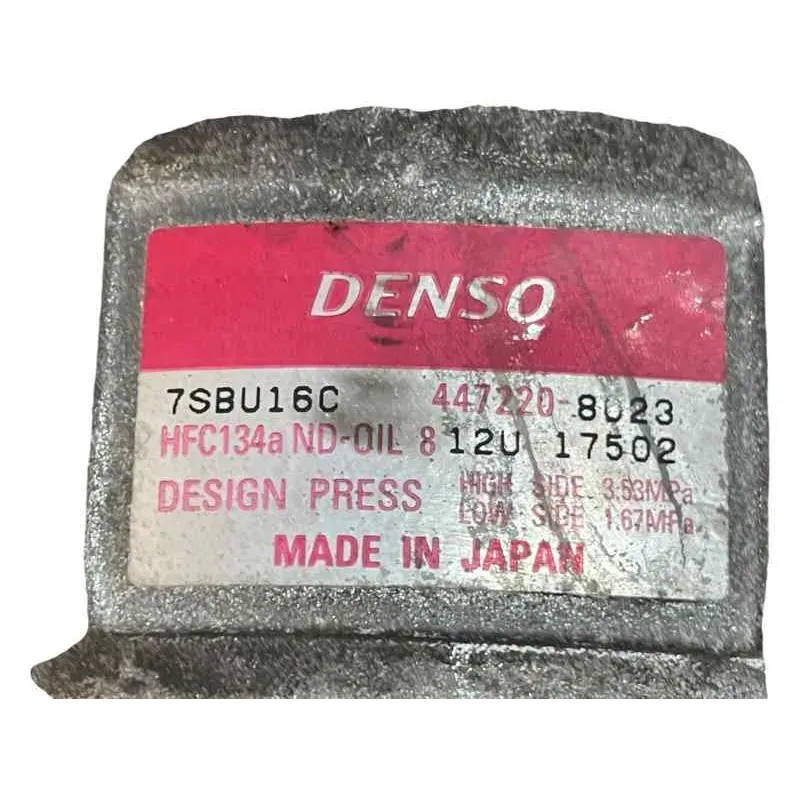 DENSO
7SBU16C 447220-8023
HFC134a ND-OIL 8 12U 17502
DESIGN PRESS HIGH SIDE 3.53MPa
LOW SIDE 1.67MPa
MADE IN JAPAN